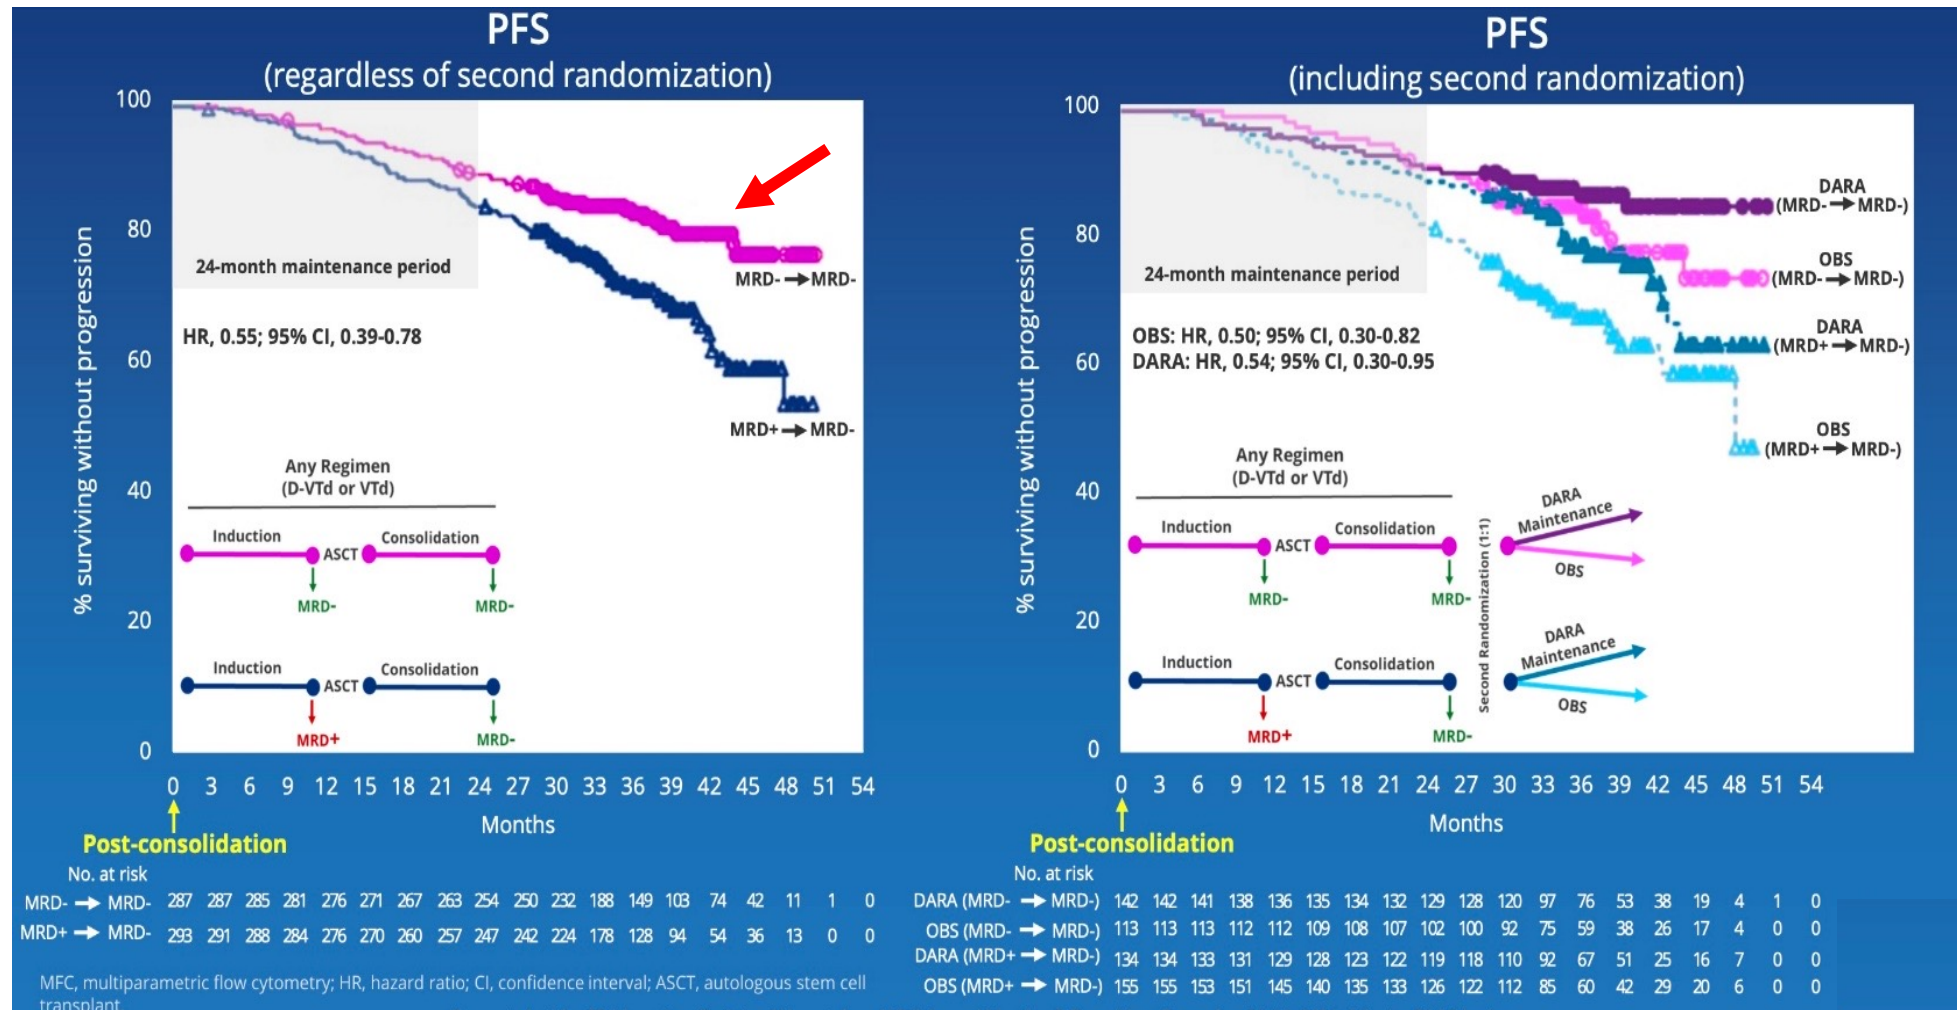 PFS
(regardless of second randomization)
% surviving without progression
100
80
60
40
20
0
24-month maintenance period
HR, 0.55; 95% CI, 0.39-0.78
MRD- → MRD-
MRD+ → MRD-
Any Regimen
(D-VTd or VTd)
Induction
ASCT
Consolidation
MRD-
MRD-
Induction
ASCT
Consolidation
MRD+
MRD-
0 3 6 9 12 15 18 21 24 27 30 33 36 39 42 45 48 51 54
Months
Post-consolidation
No. at risk
MRD- → MRD- 287 287 285 281 276 271 267 263 254 250 232 188 149 103 74 42 11 1 0
MRD+ → MRD- 293 291 288 284 276 270 260 257 247 242 224 178 128 94 54 36 13 0 0
MFC, multiparametric flow cytometry; HR, hazard ratio; CI, confidence interval; ASCT, autologous stem cell
transplant
PFS
(including second randomization)
% surviving without progression
100
80
60
40
20
0
24-month maintenance period
OBS: HR, 0.50; 95% CI, 0.30-0.82
DARA: HR, 0.54; 95% CI, 0.30-0.95
DARA
(MRD- → MRD-)
OBS
(MRD- → MRD-)
DARA
(MRD+ → MRD-)
OBS
(MRD+ → MRD-)
Any Regimen
(D-VTd or VTd)
Induction
ASCT
Consolidation
MRD-
MRD-
Second Randomization (1:1)
DARA
Maintenance
OBS
Induction
ASCT
Consolidation
MRD+
MRD-
DARA
Maintenance
OBS
0 3 6 9 12 15 18 21 24 27 30 33 36 39 42 45 48 51 54
Months
Post-consolidation
No. at risk
DARA (MRD- → MRD-) 142 142 141 138 136 135 134 132 129 128 120 97 76 53 38 19 4 1 0
OBS (MRD- → MRD-) 113 113 113 112 112 109 108 107 102 100 92 75 59 38 26 17 4 0 0
DARA (MRD+ → MRD-) 134 134 133 131 129 128 123 122 119 118 110 92 67 51 25 16 7 0 0
OBS (MRD+ → MRD-) 155 155 153 151 145 140 135 133 126 122 112 85 60 42 29 20 6 0 0